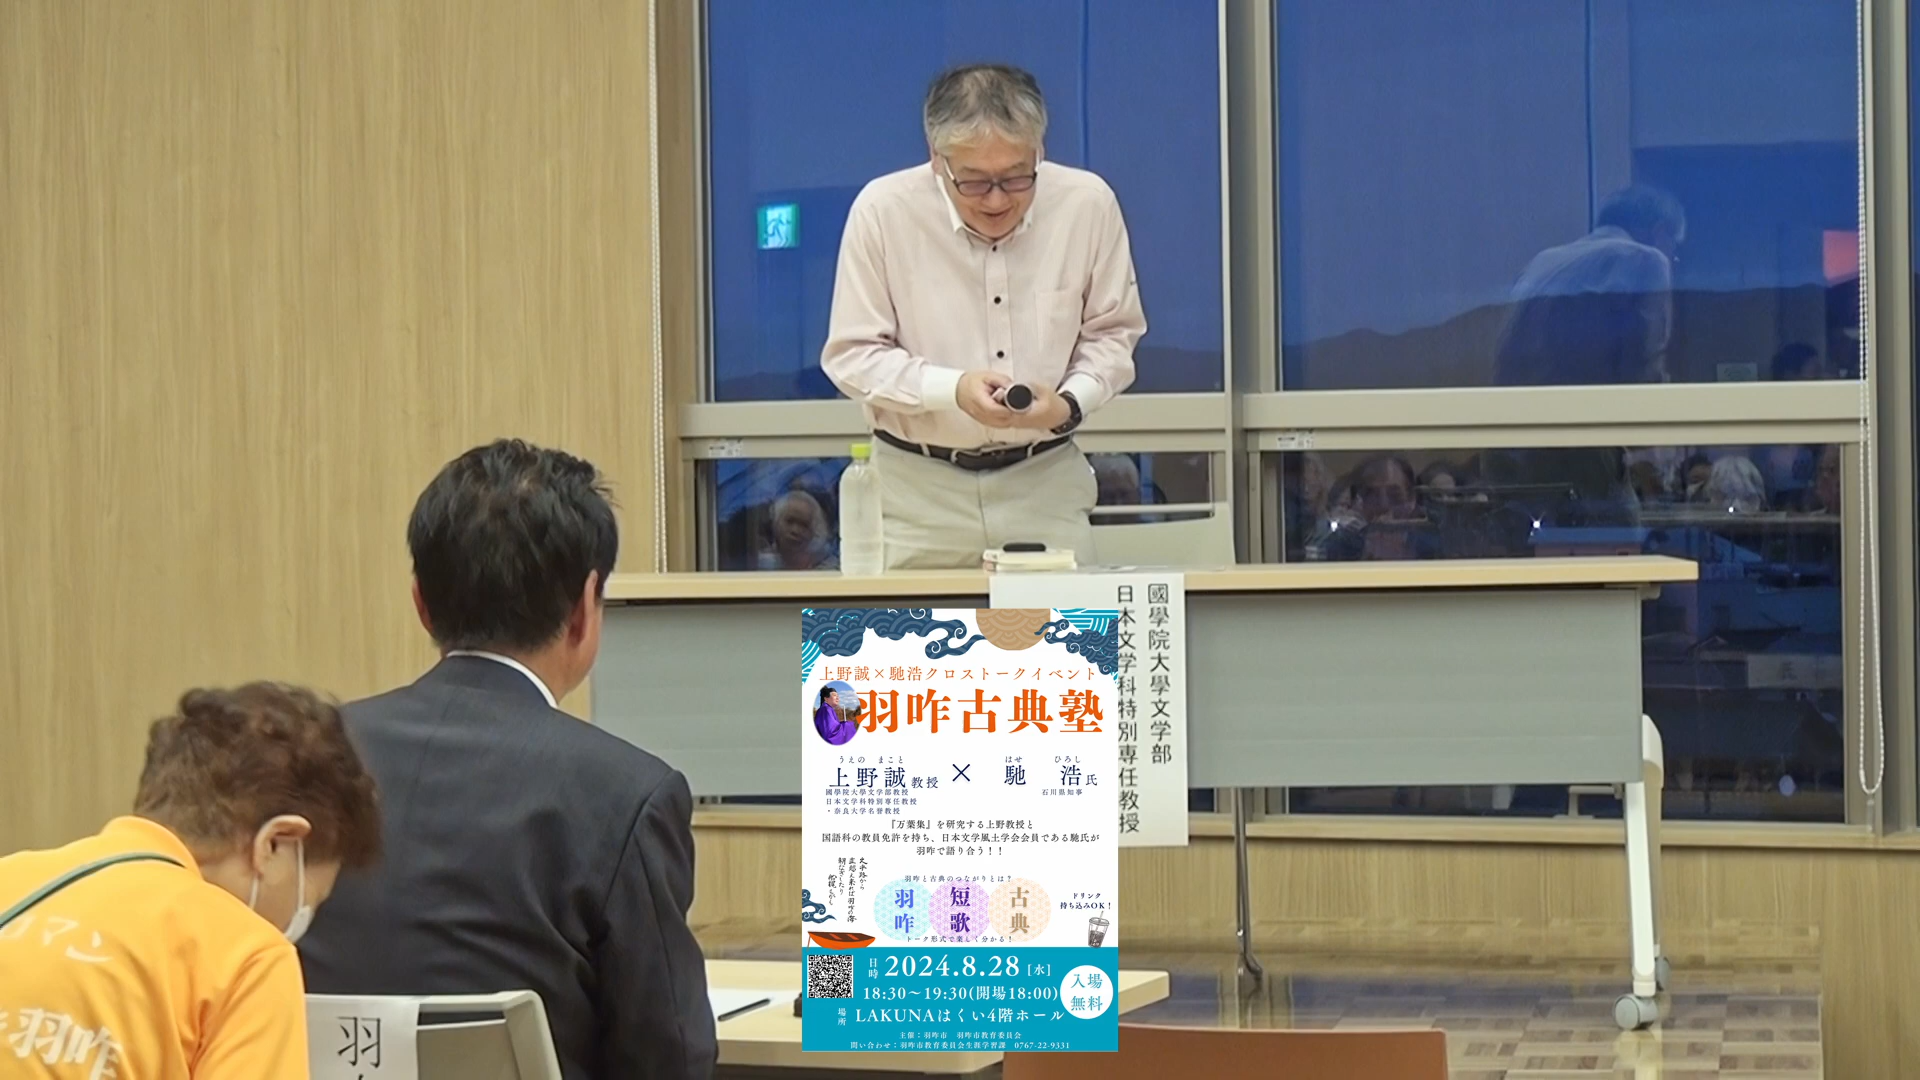 國學院大學文学部
日本文学科特別専任教授
上野誠×馳浩クロストークイベント
羽咋古典塾
うえの まこと
上野誠教授
國學院大學文学部教授
日本文学科特別専任教授
・奈良大学名誉教授
×
はせ ひろし
馳 浩氏
石川県知事
『万葉集』を研究する上野教授と
国語科の教員免許を持ち、日本文学風土学会会員である馳氏が
羽咋で語り合う！！
羽咋と古典のつながりとは？
羽咋
短歌
古典
トーク形式で楽しく分かる！
ドリンク
持ち込みOK！
日時
2024.8.28 [水]
18:30～19:30(開場18:00)
場所
LAKUNAはくい4階ホール
入場
無料
主催：羽咋市 羽咋市教育委員会
問い合わせ：羽咋市教育委員会生涯学習課 0767-22-9331
ロマン
羽咋
羽